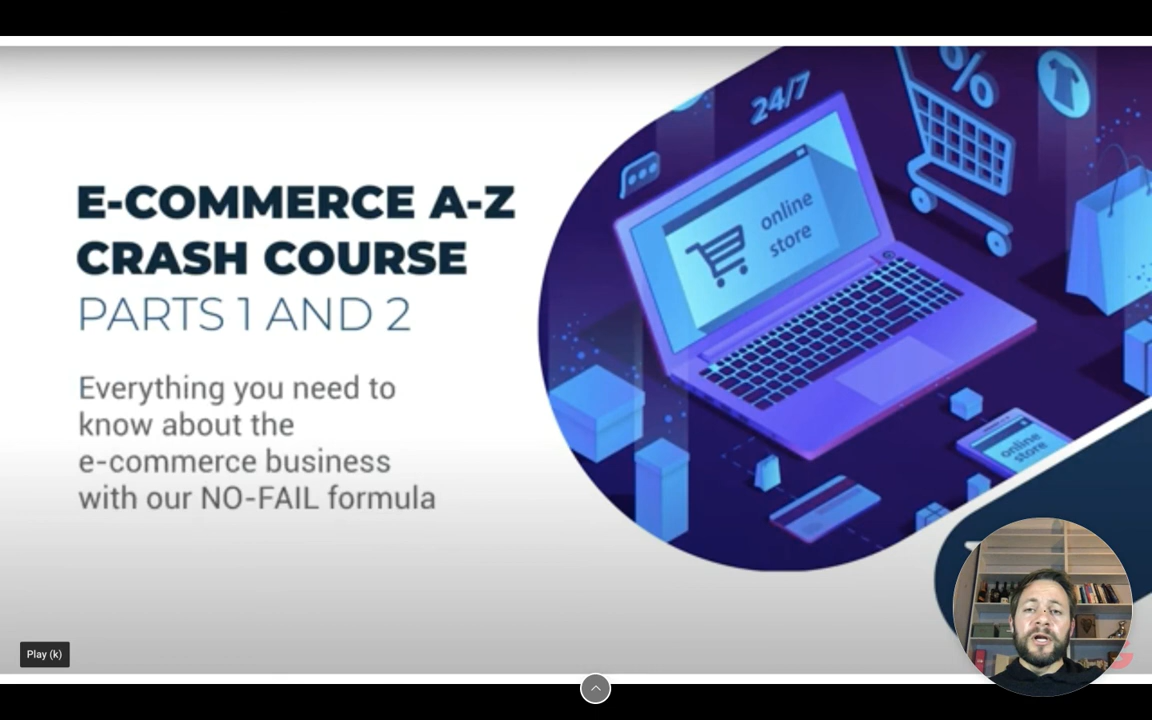 E-COMMERCE A-Z
CRASH COURSE
PARTS 1 AND 2
Everything you need to
know about the
e-commerce business
with our NO-FAIL formula
24/7
%
online
store
online
store
Play (k)